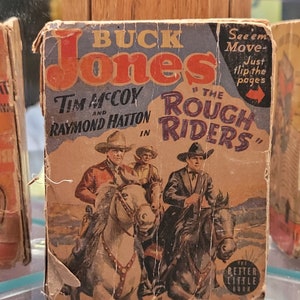 BUCK
Jones
TIM McCOY
AND
RAYMOND HATTON
IN
"THE
ROUGH
RIDERS"
See 'em
Move-
Just
flip the
pages
THE
BETTER
LITTLE
BOOK